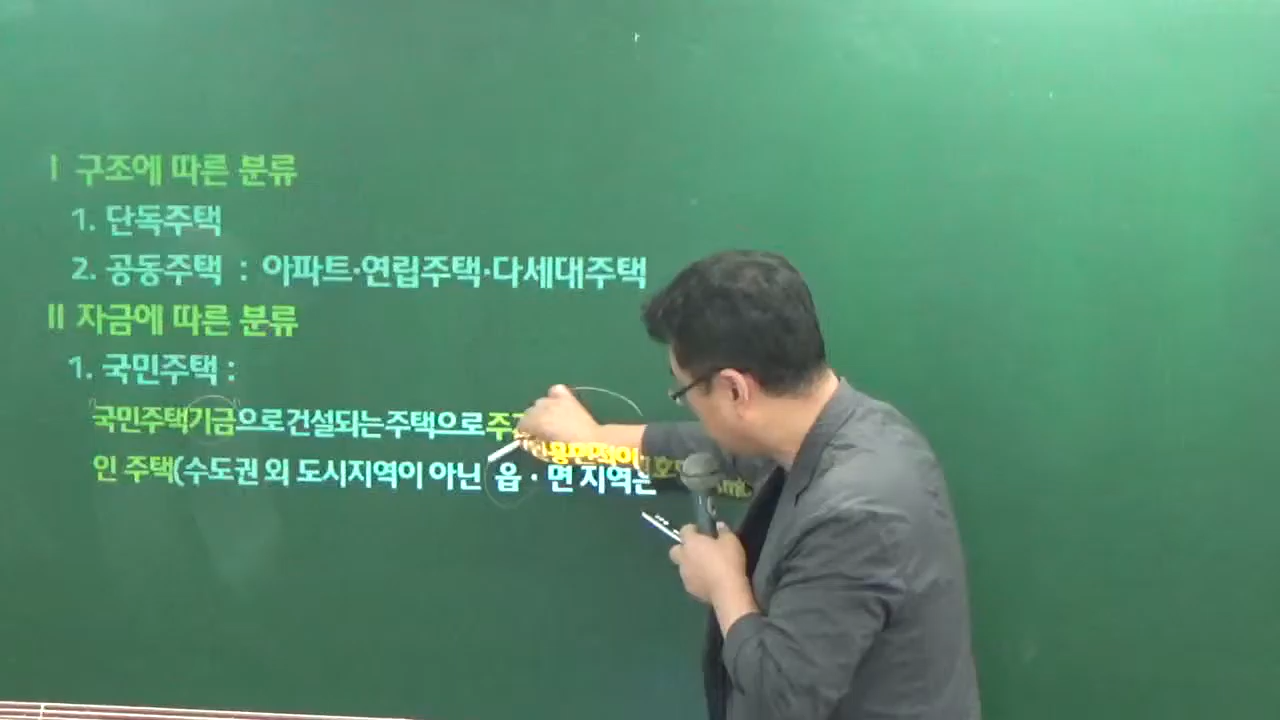 Ⅰ 구조에 따른 분류
1. 단독주택
2. 공동주택 : 아파트·연립주택·다세대주택
Ⅱ 자금에 따른 분류
1. 국민주택 :
국민주택기금으로 건설되는 주택으로 주
인 주택(수도권 외 도시지역이 아닌 읍·면 지역은